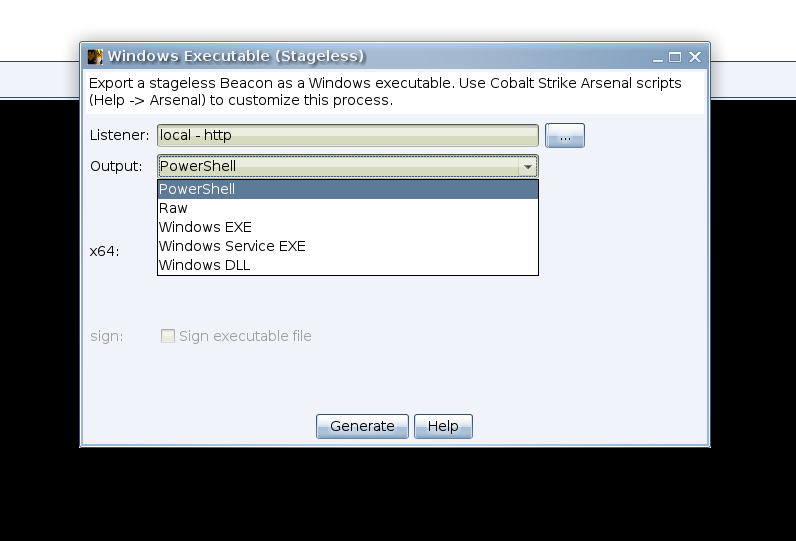 Windows Executable (Stageless)
Export a stageless Beacon as a Windows executable. Use Cobalt Strike Arsenal scripts
(Help -> Arsenal) to customize this process.
Listener: local - http ...
Output: PowerShell
PowerShell
Raw
Windows EXE
x64:
Windows Service EXE
Windows DLL
sign: Sign executable file
Generate Help